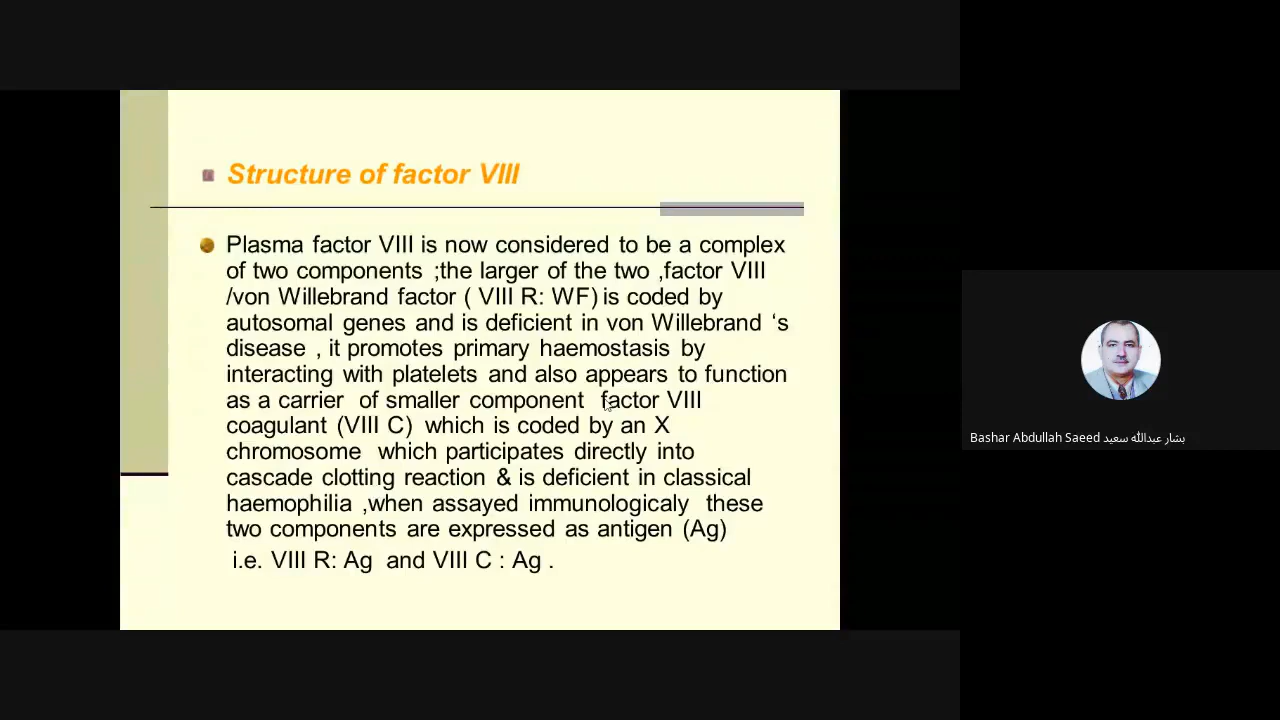 Structure of factor VIII
Plasma factor VIII is now considered to be a complex
of two components ;the larger of the two ,factor VIII
/von Willebrand factor ( VIII R: WF) is coded by
autosomal genes and is deficient in von Willebrand ‘s
disease , it promotes primary haemostasis by
interacting with platelets and also appears to function
as a carrier of smaller component factor VIII
coagulant (VIII C) which is coded by an X
chromosome which participates directly into
cascade clotting reaction & is deficient in classical
haemophilia ,when assayed immunologicaly these
two components are expressed as antigen (Ag)
i.e. VIII R: Ag and VIII C : Ag .
Bashar Abdullah Saeed بشار عبدالله سعيد